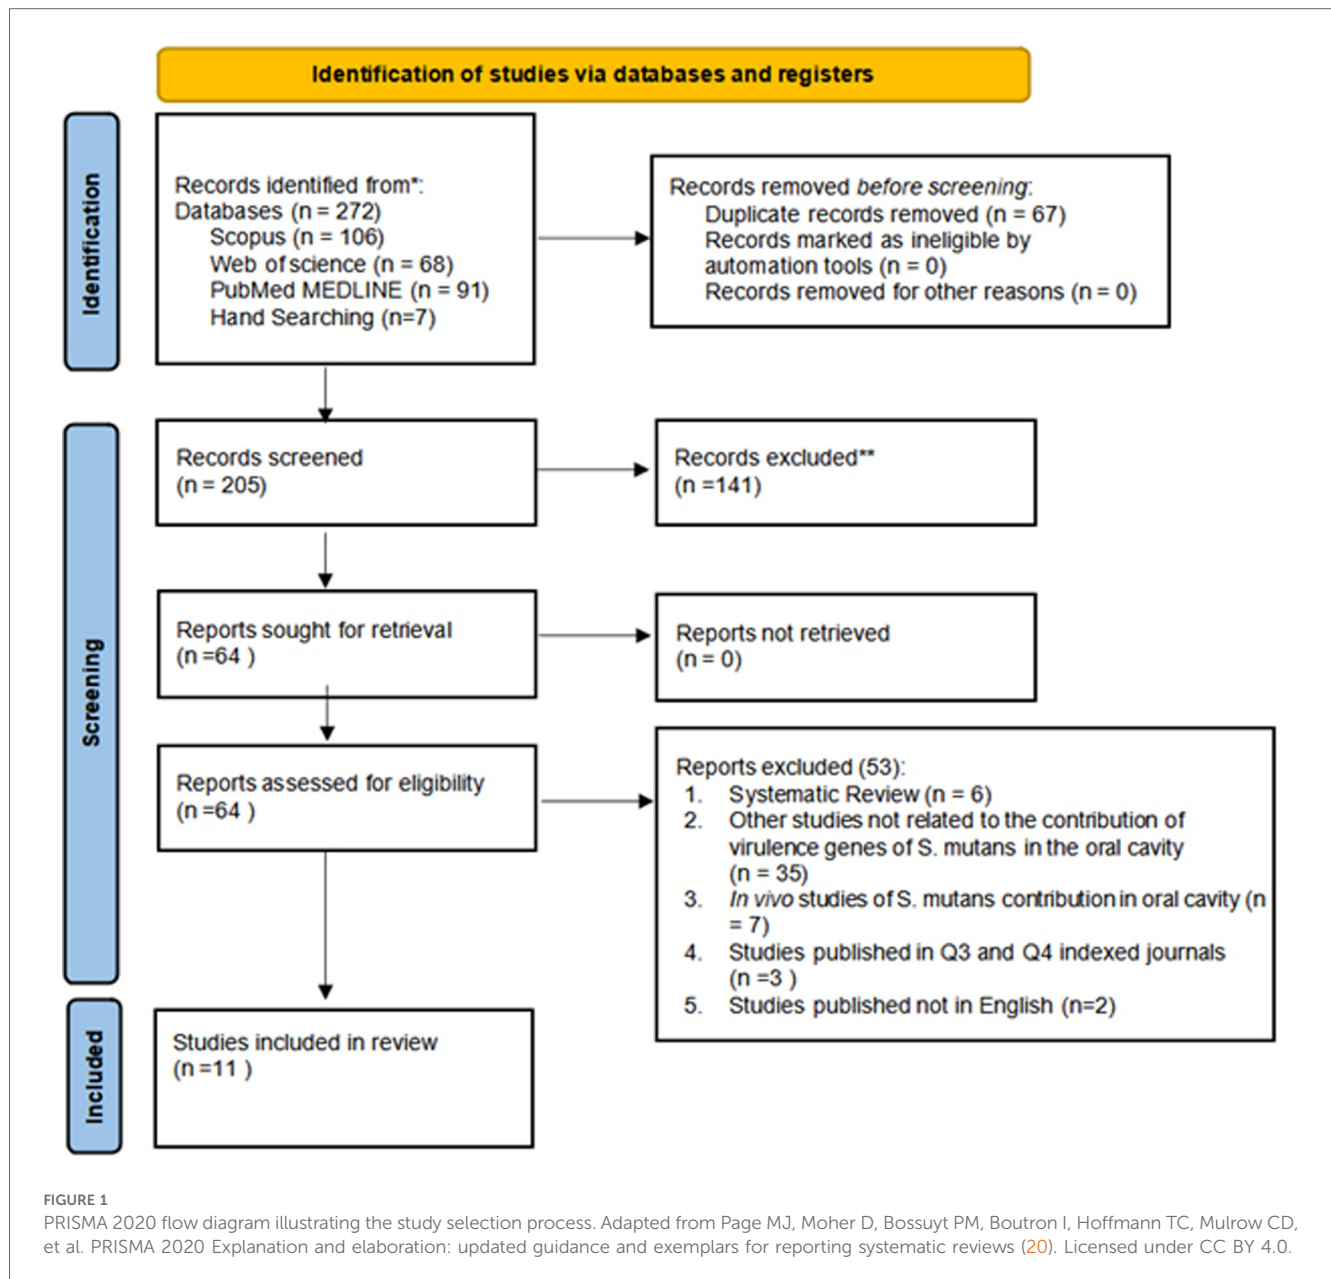 Identification of studies via databases and registers
Identification
Records identified from*:
Databases (n = 272)
Scopus (n = 106)
Web of science (n = 68)
PubMed MEDLINE (n = 91)
Hand Searching (n=7)
Records removed before screening:
Duplicate records removed (n = 67)
Records marked as ineligible by
automation tools (n = 0)
Records removed for other reasons (n = 0)
Screening
Records screened
(n = 205)
Records excluded**
(n =141)
Reports sought for retrieval
(n =64 )
Reports not retrieved
(n = 0)
Reports assessed for eligibility
(n =64 )
Reports excluded (53):
1. Systematic Review (n = 6)
2. Other studies not related to the contribution of
virulence genes of S. mutans in the oral cavity
(n = 35)
3. In vivo studies of S. mutans contribution in oral cavity (n
= 7)
4. Studies published in Q3 and Q4 indexed journals
(n =3 )
5. Studies published not in English (n=2)
Included
Studies included in review
(n =11 )
FIGURE 1
PRISMA 2020 flow diagram illustrating the study selection process. Adapted from Page MJ, Moher D, Bossuyt PM, Boutron I, Hoffmann TC, Mulrow CD,
et al. PRISMA 2020 Explanation and elaboration: updated guidance and exemplars for reporting systematic reviews (20). Licensed under CC BY 4.0.